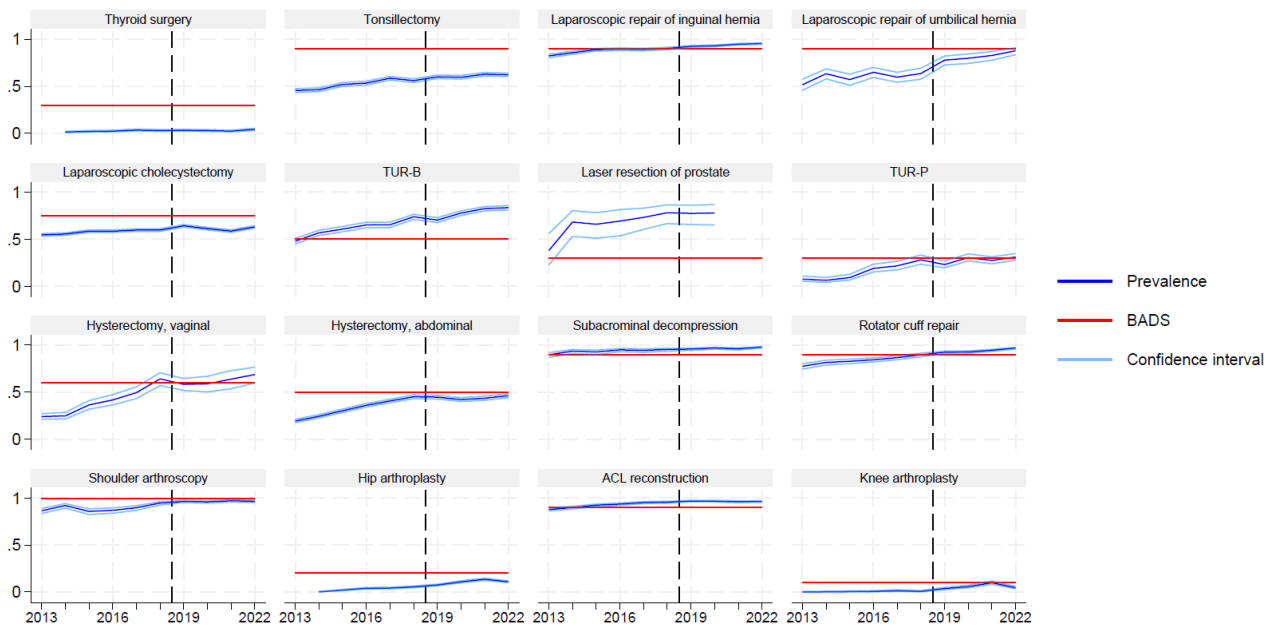 Thyroid surgery
Tonsillectomy
Laparoscopic repair of inguinal hernia
Laparoscopic repair of umbilical hernia
1
.5
0
Laparoscopic cholecystectomy
TUR-B
Laser resection of prostate
TUR-P
1
.5
0
Hysterectomy, vaginal
Hysterectomy, abdominal
Subacrominal decompression
Rotator cuff repair
1
.5
0
Shoulder arthroscopy
Hip arthroplasty
ACL reconstruction
Knee arthroplasty
1
.5
0
2013 2016 2019 2022 2013 2016 2019 2022 2013 2016 2019 2022 2013 2016 2019 2022
Prevalence
BADS
Confidence interval